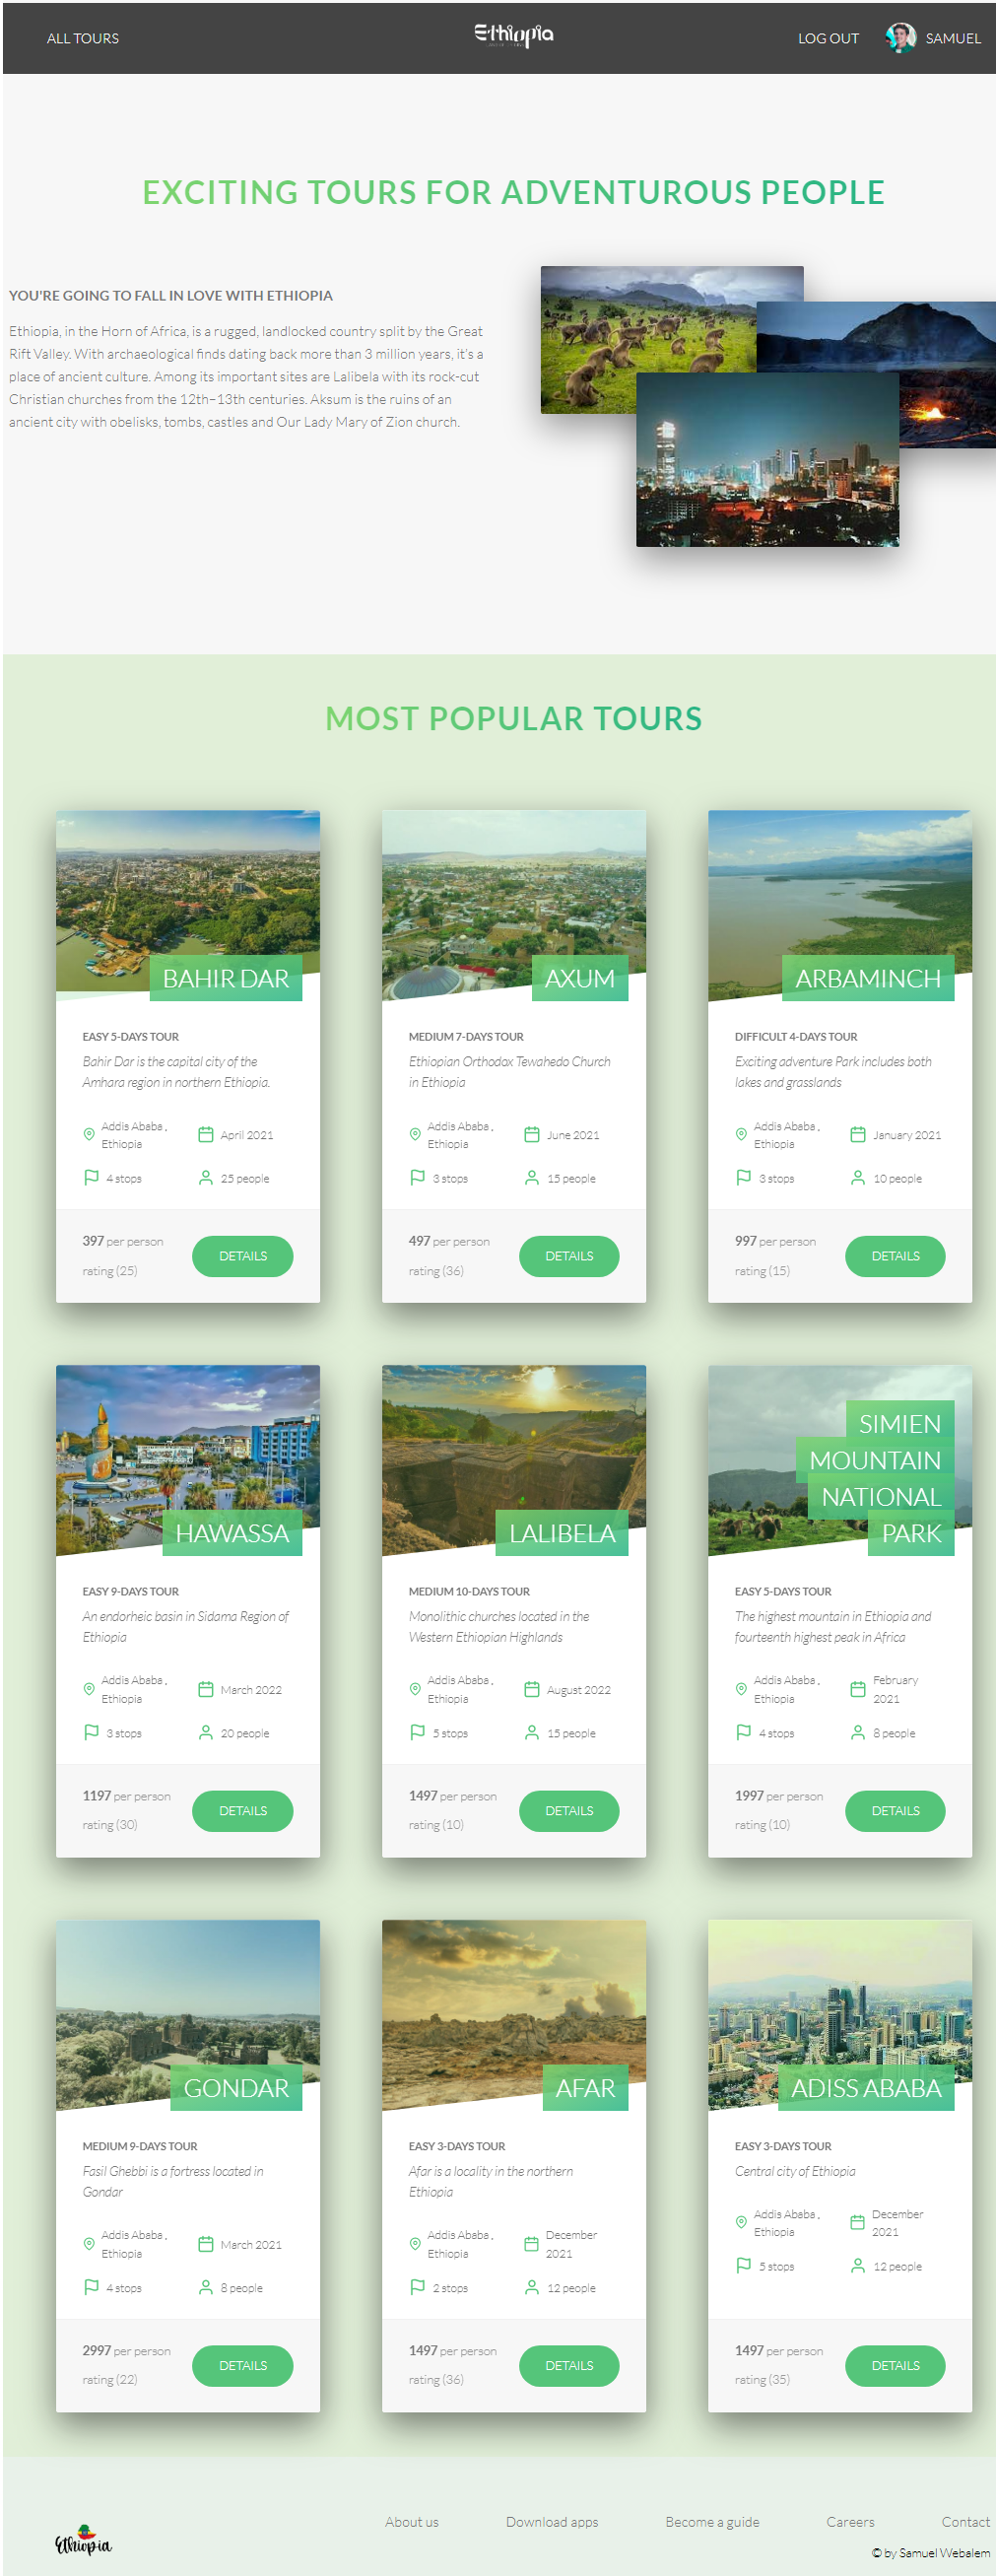 ALL TOURS
Ethiopia
LOG OUT
SAMUEL
EXCITING TOURS FOR ADVENTUROUS PEOPLE
YOU'RE GOING TO FALL IN LOVE WITH ETHIOPIA
Ethiopia, in the Horn of Africa, is a rugged, landlocked country split by the Great
Rift Valley. With archaeological finds dating back more than 3 million years, it's a
place of ancient culture. Among its important sites are Lalibela with its rock-cut
Christian churches from the 12th–13th centuries. Aksum is the ruins of an
ancient city with obelisks, tombs, castles and Our Lady Mary of Zion church.
MOST POPULAR TOURS
BAHIR DAR
EASY 5-DAYS TOUR
Bahir Dar is the capital city of the
Amhara region in northern Ethiopia.
Addis Ababa ,
Ethiopia
April 2021
4 stops
25 people
397 per person
rating (25)
DETAILS
AXUM
MEDIUM 7-DAYS TOUR
Ethiopian Orthodox Tewahedo Church
in Ethiopia
Addis Ababa ,
Ethiopia
June 2021
3 stops
15 people
497 per person
rating (36)
DETAILS
ARBAMINCH
DIFFICULT 4-DAYS TOUR
Exciting adventure Park includes both
lakes and grasslands
Addis Ababa ,
Ethiopia
January 2021
3 stops
10 people
997 per person
rating (15)
DETAILS
HAWASSA
EASY 9-DAYS TOUR
An endorheic basin in Sidama Region of
Ethiopia
Addis Ababa ,
Ethiopia
March 2022
3 stops
20 people
1197 per person
rating (30)
DETAILS
LALIBELA
MEDIUM 10-DAYS TOUR
Monolithic churches located in the
Western Ethiopian Highlands
Addis Ababa ,
Ethiopia
August 2022
5 stops
15 people
1497 per person
rating (10)
DETAILS
SIMIEN
MOUNTAIN
NATIONAL
PARK
EASY 5-DAYS TOUR
The highest mountain in Ethiopia and
fourteenth highest peak in Africa
Addis Ababa ,
Ethiopia
February
2021
4 stops
8 people
1997 per person
rating (10)
DETAILS
GONDAR
MEDIUM 9-DAYS TOUR
Fasil Ghebbi is a fortress located in
Gondar
Addis Ababa ,
Ethiopia
March 2021
4 stops
8 people
2997 per person
rating (22)
DETAILS
AFAR
EASY 3-DAYS TOUR
Afar is a locality in the northern
Ethiopia
Addis Ababa ,
Ethiopia
December
2021
2 stops
12 people
1497 per person
rating (36)
DETAILS
ADISS ABABA
EASY 3-DAYS TOUR
Central city of Ethiopia
Addis Ababa ,
Ethiopia
December
2021
5 stops
12 people
1497 per person
rating (35)
DETAILS
Ethiopia
About us
Download apps
Become a guide
Careers
Contact
© by Samuel Webalem